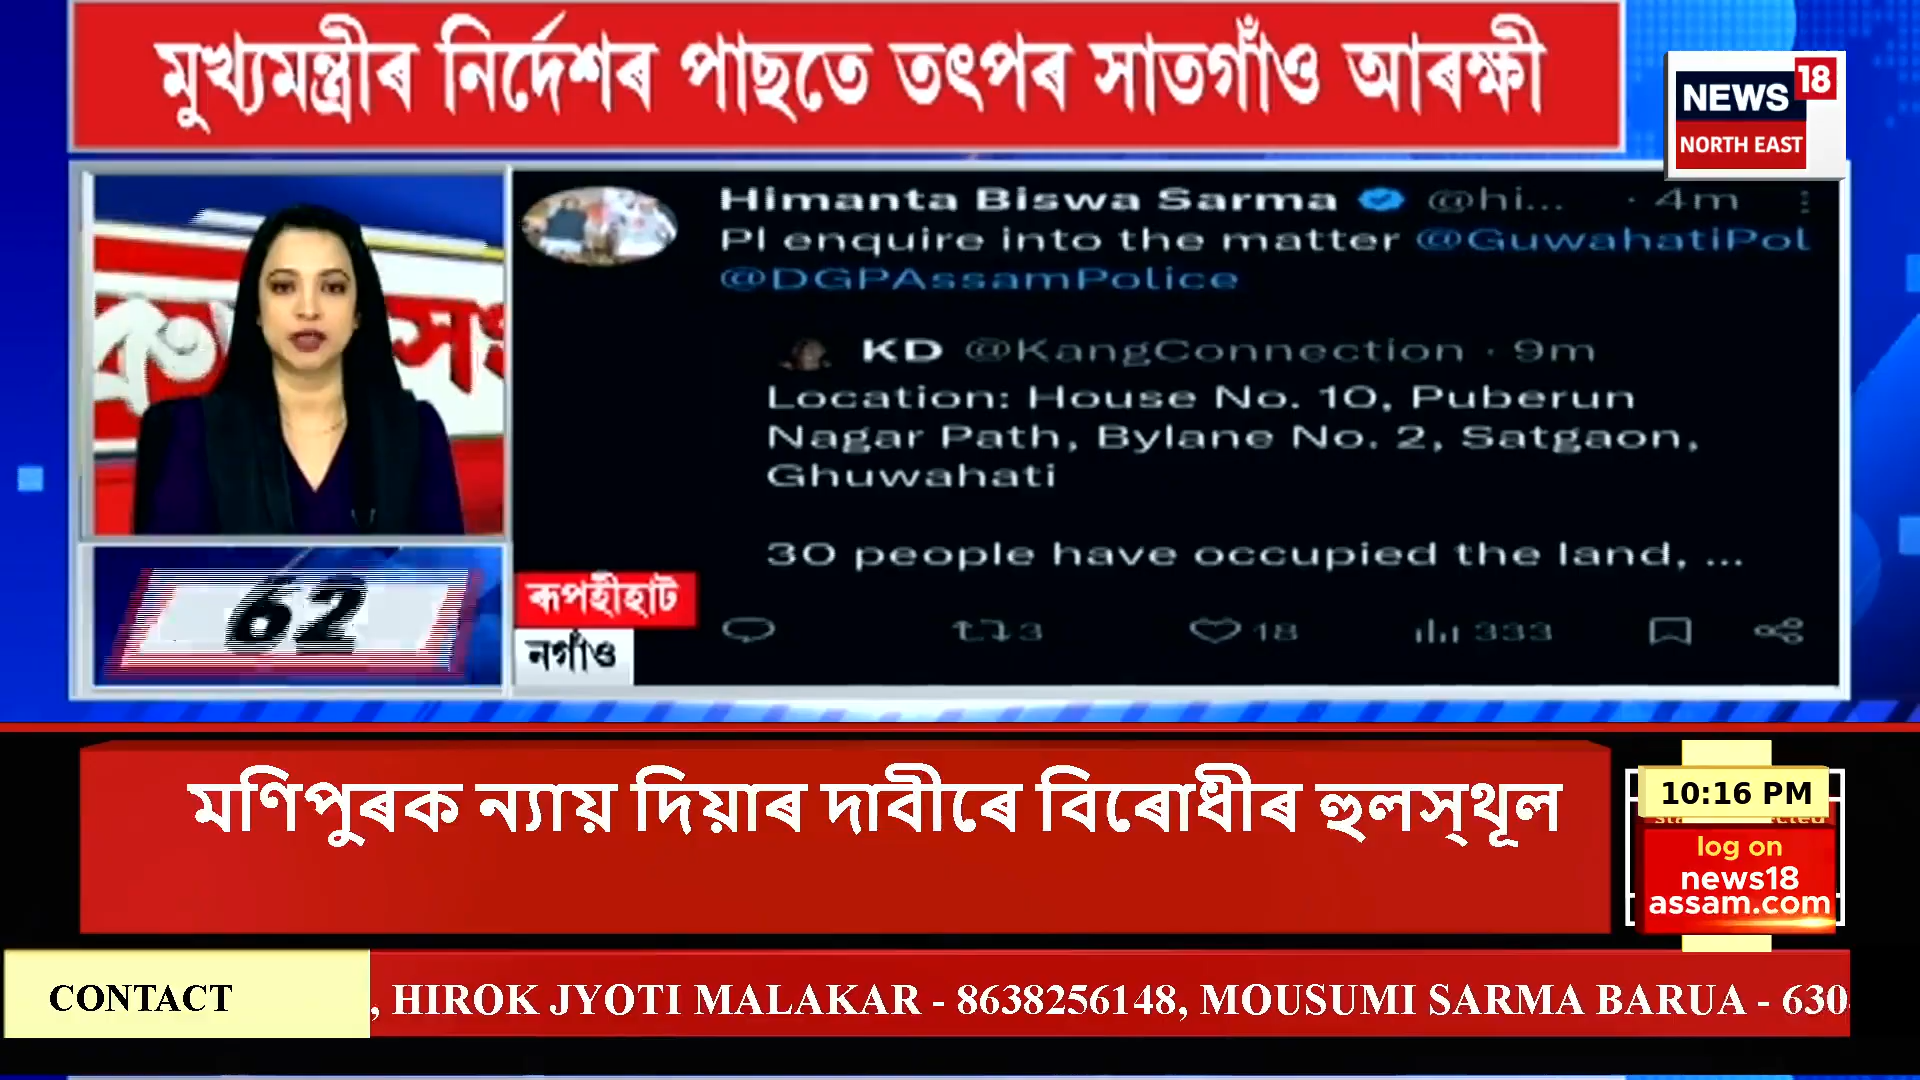 মুখ্যমন্ত্ৰীৰ নিৰ্দেশৰ পাছতে তৎপৰ সাতগাঁও আৰক্ষী
NEWS 18
NORTH EAST
Himanta Biswa Sarma @hi... · 4m
Pl enquire into the matter @GuwahatiPol
@DGPAssamPolice
KD @KangConnection · 9m
Location: House No. 10, Puberun
Nagar Path, Bylane No. 2, Satgaon,
Ghuwahati
30 people have occupied the land, ...
3 18 333
62
ৰূপহীহাট
নগাঁও
মণিপুৰক ন্যায় দিয়াৰ দাবীৰে বিৰোধীৰ হুলস্থূল
10:16 PM
log on
news18
assam.com
CONTACT , HIROK JYOTI MALAKAR - 8638256148, MOUSUMI SARMA BARUA - 630